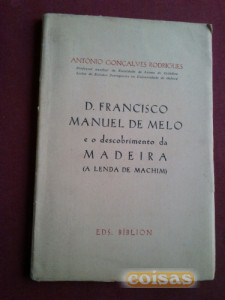 ANTONIO GONÇALVES RODRIGUES
D. FRANCISCO
MANUEL DE MELO
e o descobrimento da
MADEIRA
(A LENDA DE MACHIM)
EDS. BIBLION
coisas